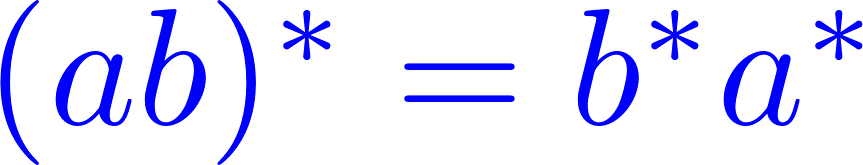 (ab)* = b* a*